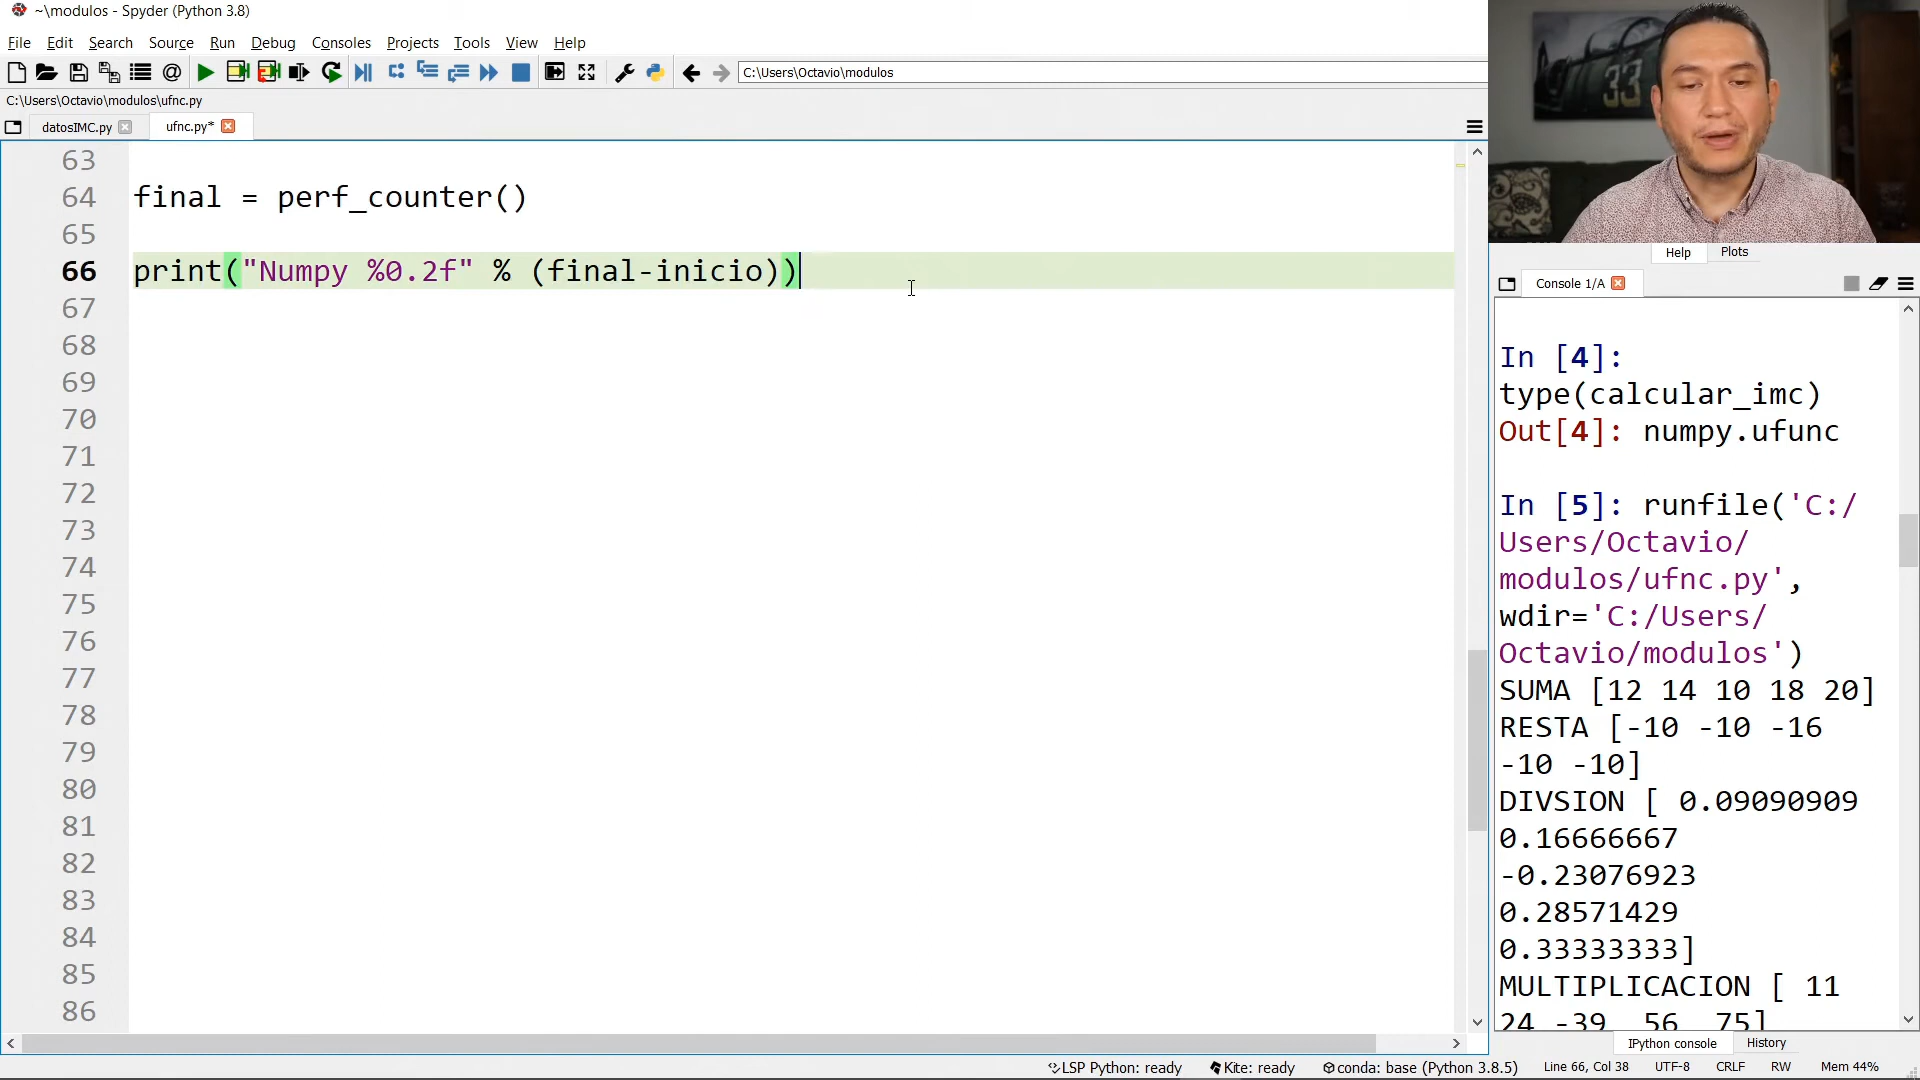 ~\modulos - Spyder (Python 3.8)
File Edit Search Source Run Debug Consoles Projects Tools View Help
C:\Users\Octavio\modulos
C:\Users\Octavio\modulos\ufnc.py
datosIMC.py ufnc.py*
63
64 final = perf_counter()
65
66 print("Numpy %0.2f" % (final-inicio))
67
68
69
70
71
72
73
74
75
76
77
78
79
80
81
82
83
84
85
86
33
Help Plots
Console 1/A
In [4]:
type(calcular_imc)
Out[4]: numpy.ufunc
In [5]: runfile('C:/
Users/Octavio/
modulos/ufnc.py',
wdir='C:/Users/
Octavio/modulos')
SUMA [12 14 10 18 20]
RESTA [-10 -10 -16
-10 -10]
DIVSION [ 0.09090909
0.16666667
-0.23076923
0.28571429
0.33333333]
MULTIPLICACION [ 11
24 -39 56 75]
IPython console History
LSP Python: ready Kite: ready conda: base (Python 3.8.5) Line 66, Col 38 UTF-8 CRLF RW Mem 44%